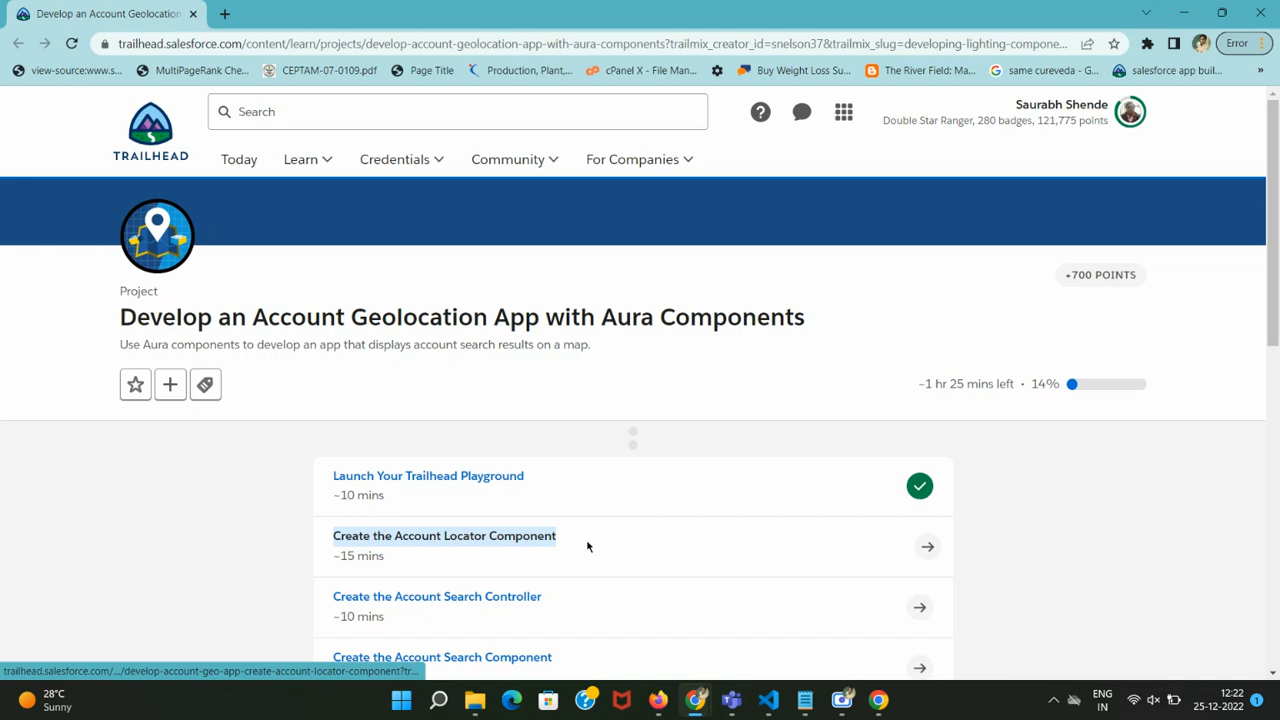 Develop an Account Geolocation
trailhead.salesforce.com/content/learn/projects/develop-account-geolocation-app-with-aura-components?trailmix_creator_id=snelson37&trailmix_slug=developing-lighting-compone...
Error
view-source:www.s...
MultiPageRank Che...
CEPTAM-07-0109.pdf
Page Title
Production, Plant,...
cPanel X - File Man...
Buy Weight Loss Su...
The River Field: Ma...
same cureveda - G...
salesforce app buil...
»
TRAILHEAD
Search
Saurabh Shende
Double Star Ranger, 280 badges, 121,775 points
Today
Learn
Credentials
Community
For Companies
+700 POINTS
Project
Develop an Account Geolocation App with Aura Components
Use Aura components to develop an app that displays account search results on a map.
~1 hr 25 mins left • 14%
Launch Your Trailhead Playground
~10 mins
Create the Account Locator Component
~15 mins
Create the Account Search Controller
~10 mins
Create the Account Search Component
trailhead.salesforce.com/.../develop-account-geo-app-create-account-locator-component?tr...
28°C
Sunny
ENG
IN
12:22
25-12-2022
1